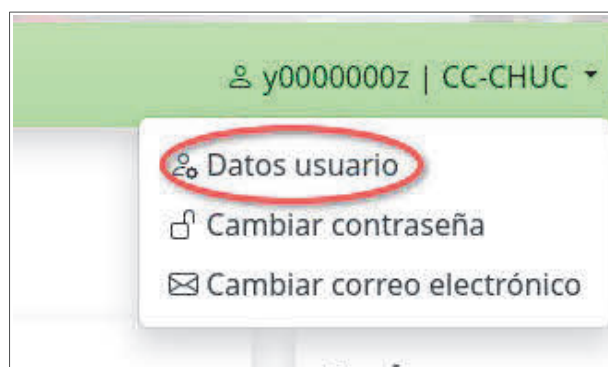 y0000000z | CC-CHUC
Datos usuario
Cambiar contraseña
Cambiar correo electrónico